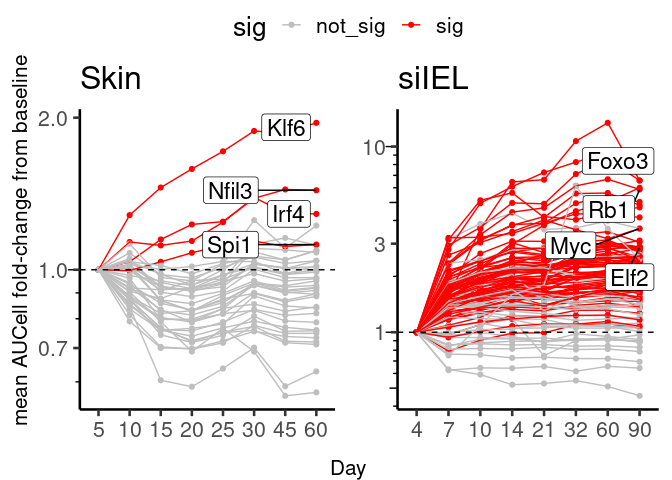 sig not_sig sig
Skin
siIEL
mean AUCell fold-change from baseline
2.0
1.0
0.7
Klf6
Nfil3
Irf4
Spi1
5 10 15 20 25 30 45 60
10
3
1
Foxo3
Rb1
Myc
Elf2
4 7 10 14 21 32 60 90
Day